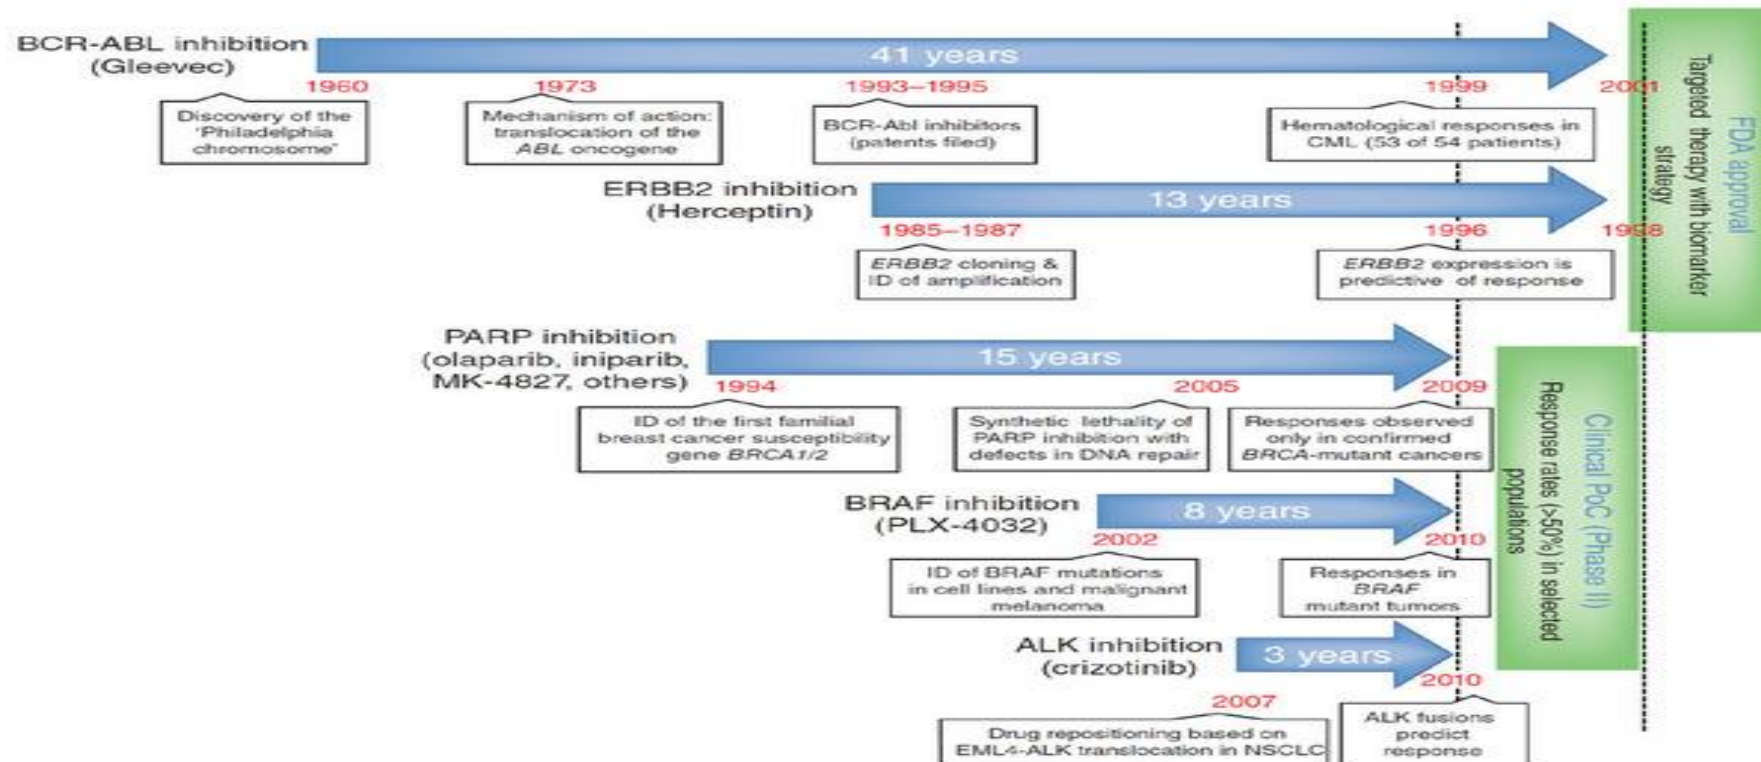 BCR-ABL inhibition
(Gleevec)
41 years
1960
1973
1993–1995
1999
2001
Discovery of the
'Philadelphia
chromosome"
Mechanism of action:
translocation of the
ABL oncogene
BCR-Abl inhibitors
(patents filed)
Hematological responses in
CML (53 of 54 patients)
ERBB2 inhibition
(Herceptin)
13 years
1985–1987
1996
1998
ERBB2 cloning &
ID of amplification
ERBB2 expression is
predictive of response
FDA approval
Targeted therapy with biomarker
strategy
PARP inhibition
(olaparib, iniparib,
MK-4827, others)
15 years
1994
2005
2009
ID of the first familial
breast cancer susceptibility
gene BRCA1/2
Synthetic lethality of
PARP inhibition with
defects in DNA repair
Responses observed
only in confirmed
BRCA-mutant cancers
BRAF inhibition
(PLX-4032)
8 years
2002
2010
ID of BRAF mutations
in cell lines and malignant
melanoma
Responses in
BRAF
mutant tumors
ALK inhibition
(crizotinib)
3 years
2007
2010
Drug repositioning based on
EML4-ALK translocation in NSCLC
ALK fusions
predict
response
Clinical PoC (Phase II)
Response rates (>50%) in selected
populations